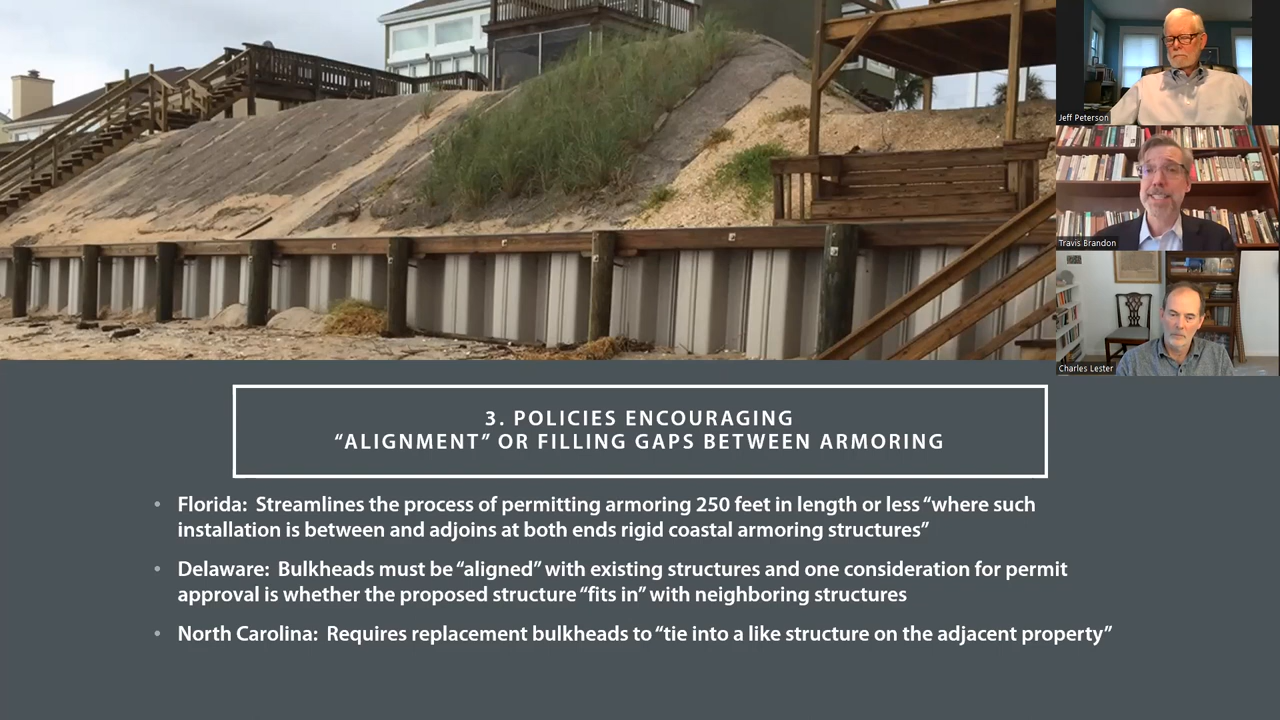 Jeff Peterson
Travis Brandon
Charles Lester
3. POLICIES ENCOURAGING
“ALIGNMENT” OR FILLING GAPS BETWEEN ARMORING
• Florida: Streamlines the process of permitting armoring 250 feet in length or less “where such
installation is between and adjoins at both ends rigid coastal armoring structures”
• Delaware: Bulkheads must be “aligned” with existing structures and one consideration for permit
approval is whether the proposed structure “fits in” with neighboring structures
• North Carolina: Requires replacement bulkheads to “tie into a like structure on the adjacent property”